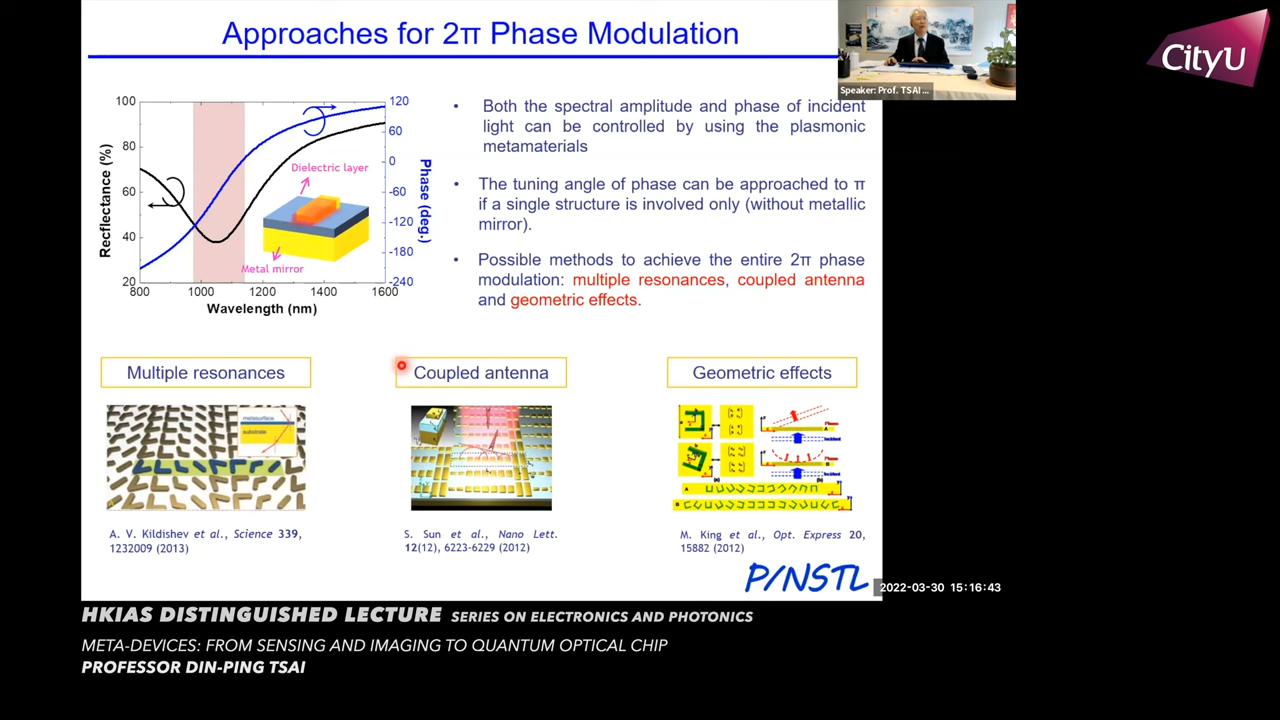 Approaches for 2π Phase Modulation
Speaker: Prof. TSAI ...
CityU
100
80
60
40
20
Recflectance (%)
800
1000
1200
1400
1600
Wavelength (nm)
120
60
0
-60
-120
-180
-240
Phase (deg.)
Dielectric layer
Metal mirror
• Both the spectral amplitude and phase of incident
light can be controlled by using the plasmonic
metamaterials
• The tuning angle of phase can be approached to π
if a single structure is involved only (without metallic
mirror).
• Possible methods to achieve the entire 2π phase
modulation: multiple resonances, coupled antenna
and geometric effects.
Multiple resonances
Coupled antenna
Geometric effects
metasurface
substrate
A. V. Kildishev et al., Science 339,
1232009 (2013)
S. Sun et al., Nano Lett.
12(12), 6223-6229 (2012)
M. King et al., Opt. Express 20,
15882 (2012)
P/NSTL
2022-03-30 15:16:43
HKIAS DISTINGUISHED LECTURE SERIES ON ELECTRONICS AND PHOTONICS
META-DEVICES: FROM SENSING AND IMAGING TO QUANTUM OPTICAL CHIP
PROFESSOR DIN-PING TSAI